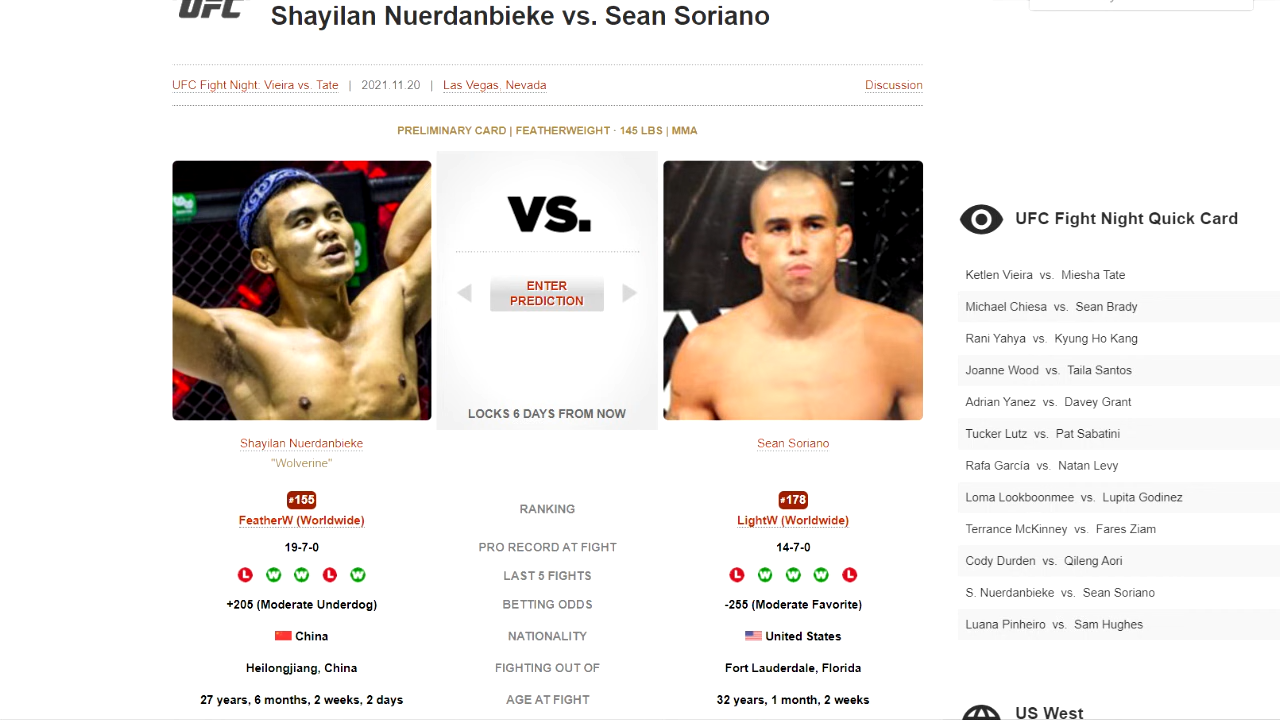 UFC
Shayilan Nuerdanbieke vs. Sean Soriano
UFC Fight Night: Vieira vs. Tate | 2021.11.20 | Las Vegas, Nevada
Discussion
PRELIMINARY CARD | FEATHERWEIGHT · 145 LBS | MMA
VS.
ENTER
PREDICTION
LOCKS 6 DAYS FROM NOW
Shayilan Nuerdanbieke
Sean Soriano
"Wolverine"
#155
RANKING
#178
FeatherW (Worldwide)
LightW (Worldwide)
19-7-0
PRO RECORD AT FIGHT
14-7-0
L W W L W
LAST 5 FIGHTS
L W W W L
+205 (Moderate Underdog)
BETTING ODDS
-255 (Moderate Favorite)
China
NATIONALITY
United States
Heilongjiang, China
FIGHTING OUT OF
Fort Lauderdale, Florida
27 years, 6 months, 2 weeks, 2 days
AGE AT FIGHT
32 years, 1 month, 2 weeks
UFC Fight Night Quick Card
Ketlen Vieira vs. Miesha Tate
Michael Chiesa vs. Sean Brady
Rani Yahya vs. Kyung Ho Kang
Joanne Wood vs. Taila Santos
Adrian Yanez vs. Davey Grant
Tucker Lutz vs. Pat Sabatini
Rafa García vs. Natan Levy
Loma Lookboonmee vs. Lupita Godinez
Terrance McKinney vs. Fares Ziam
Cody Durden vs. Qileng Aori
S. Nuerdanbieke vs. Sean Soriano
Luana Pinheiro vs. Sam Hughes
US West